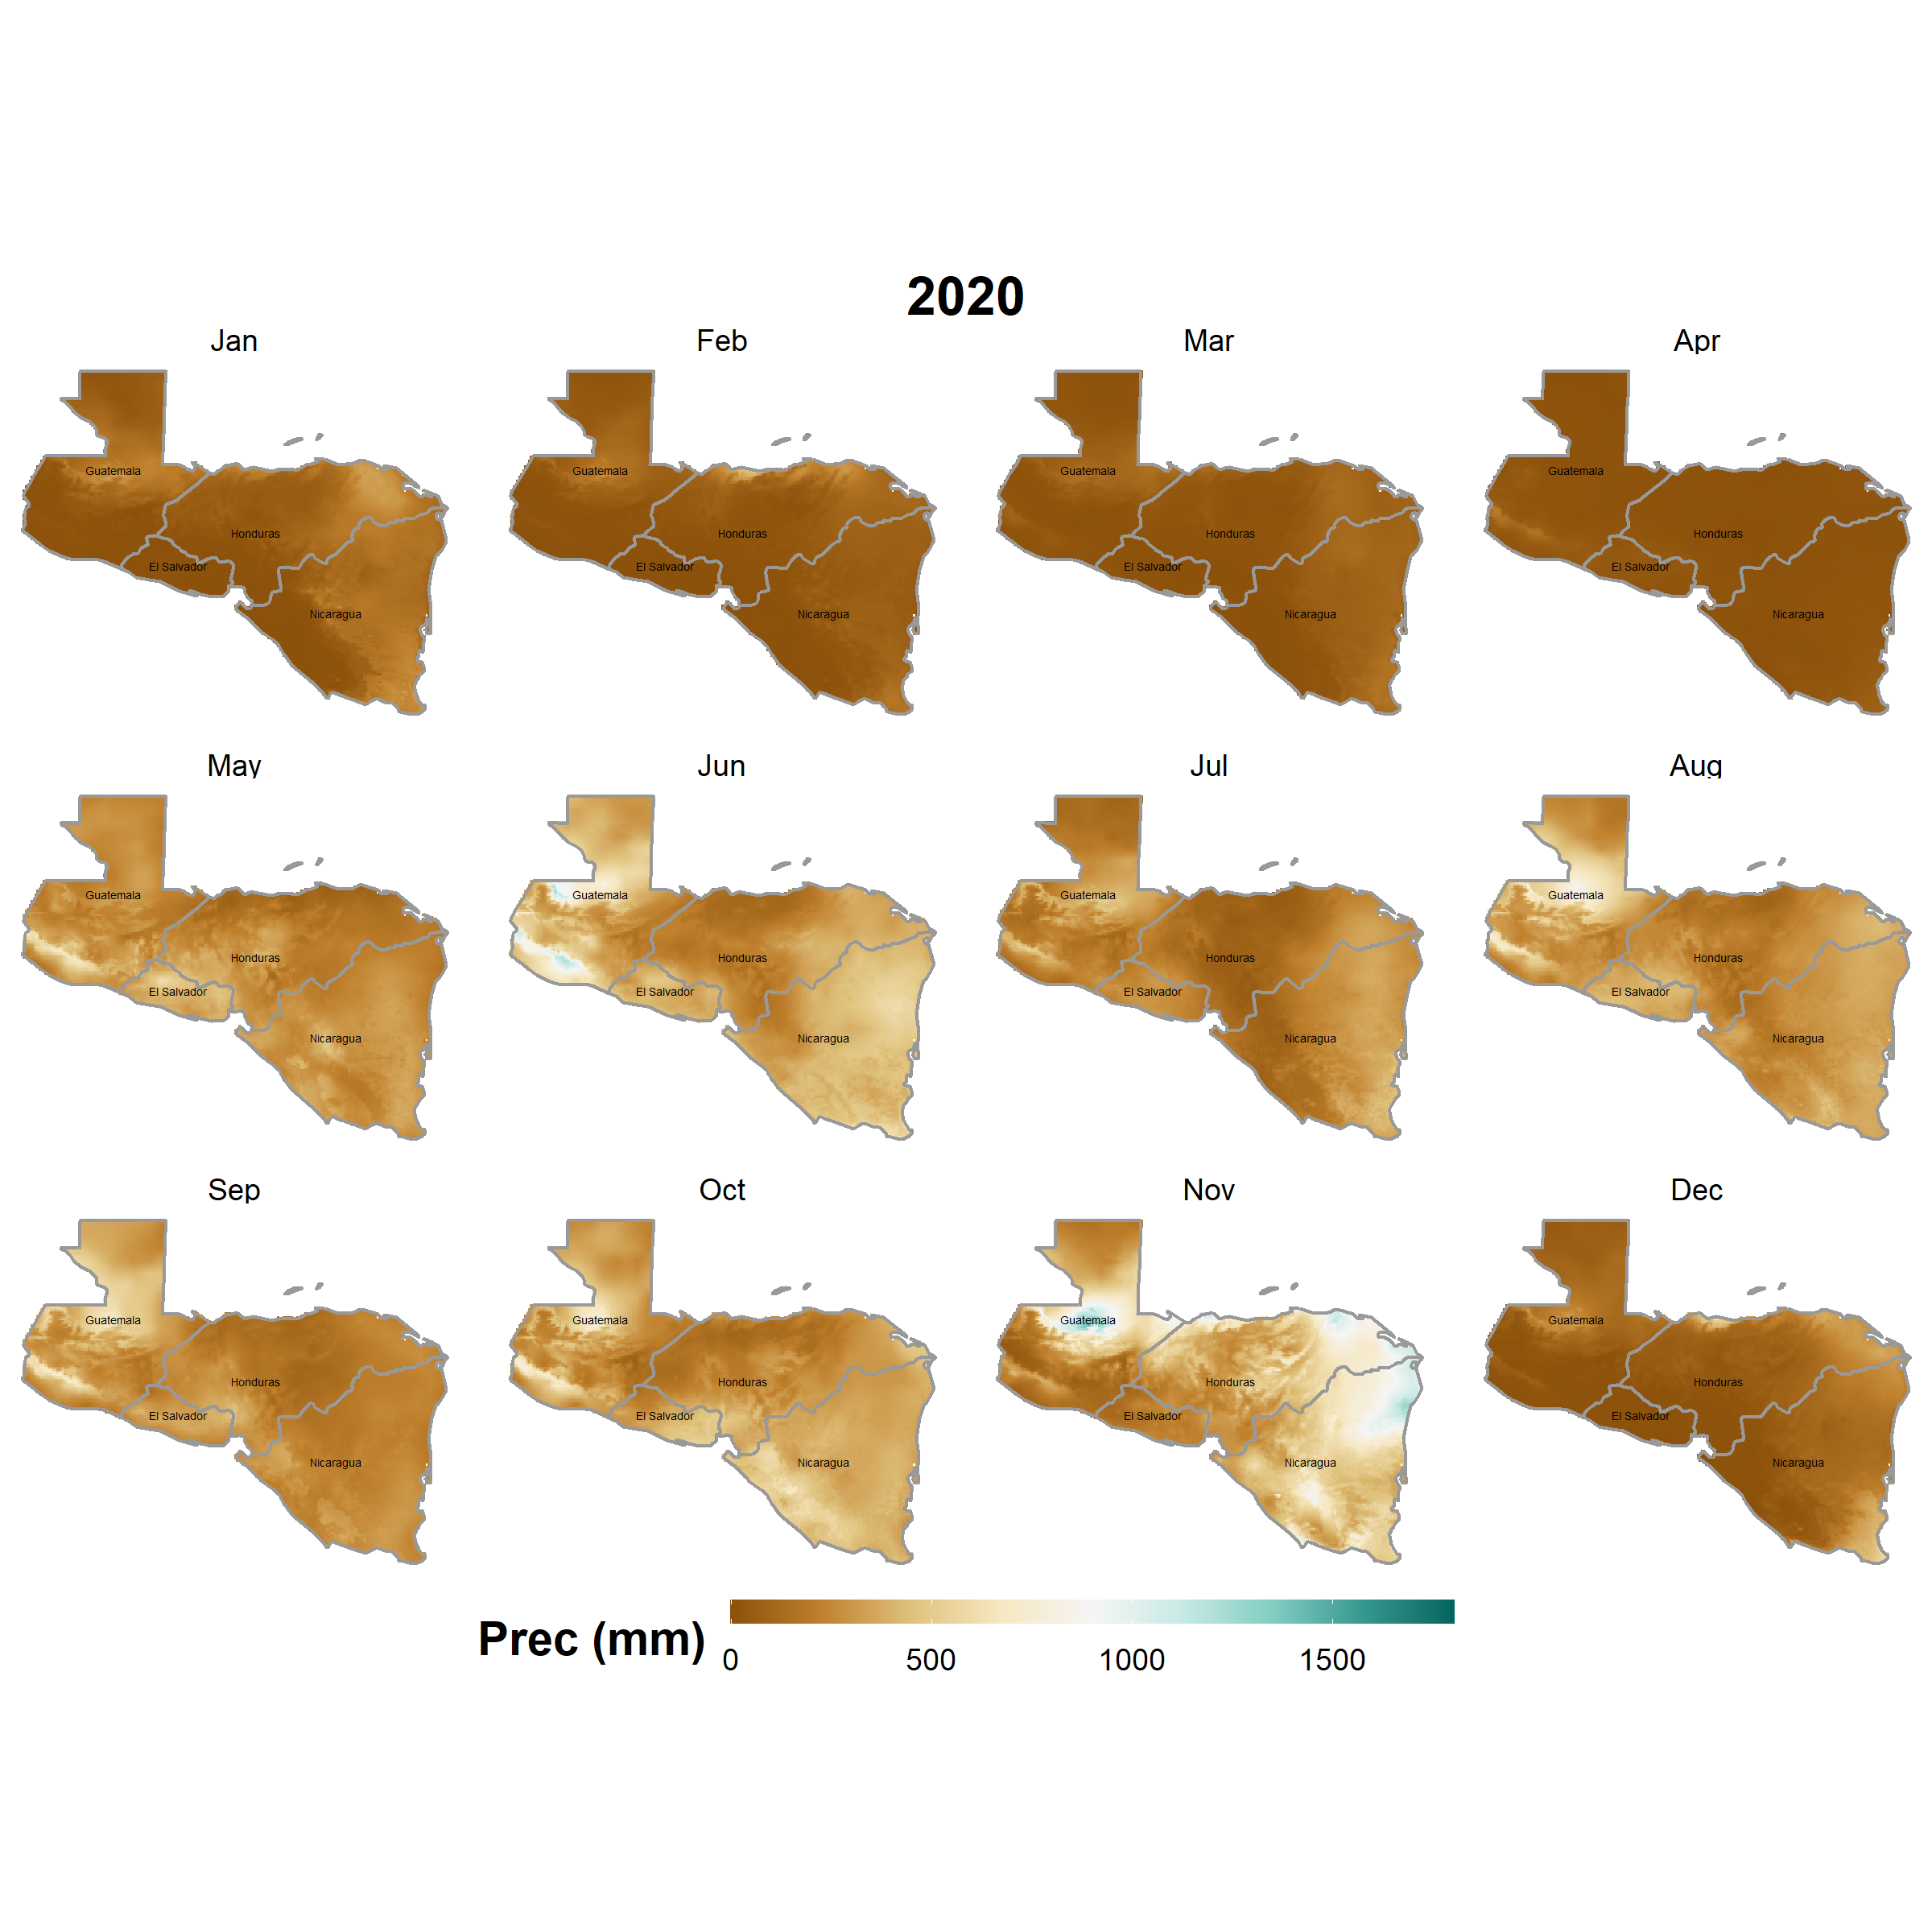 2020
Jan Feb Mar Apr
Guatemala Guatemala Guatemala Guatemala
Honduras Honduras Honduras Honduras
El Salvador El Salvador El Salvador El Salvador
Nicaragua Nicaragua Nicaragua Nicaragua
May Jun Jul Aug
Guatemala Guatemala Guatemala Guatemala
Honduras Honduras Honduras Honduras
El Salvador El Salvador El Salvador El Salvador
Nicaragua Nicaragua Nicaragua Nicaragua
Sep Oct Nov Dec
Guatemala Guatemala Guatemala Guatemala
Honduras Honduras Honduras Honduras
El Salvador El Salvador El Salvador El Salvador
Nicaragua Nicaragua Nicaragua Nicaragua
Prec (mm)
0 500 1000 1500